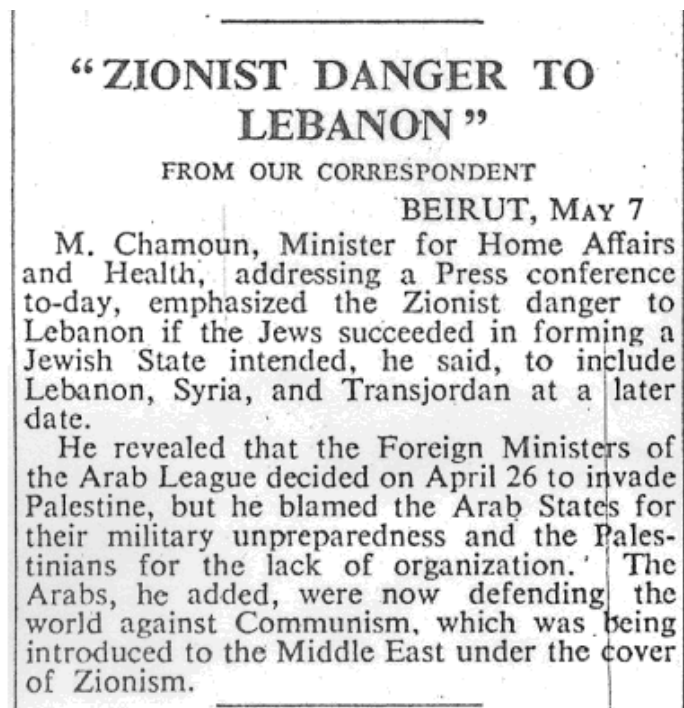 “ZIONIST DANGER TO
LEBANON”
FROM OUR CORRESPONDENT
BEIRUT, MAY 7
M. Chamoun, Minister for Home Affairs
and Health, addressing a Press conference
to-day, emphasized the Zionist danger to
Lebanon if the Jews succeeded in forming a
Jewish State intended, he said, to include
Lebanon, Syria, and Transjordan at a later
date.
He revealed that the Foreign Ministers of
the Arab League decided on April 26 to invade
Palestine, but he blamed the Arab States for
their military unpreparedness and the Pales-
tinians for the lack of organization. The
Arabs, he added, were now defending the
world against Communism, which was being
introduced to the Middle East under the cover
of Zionism.